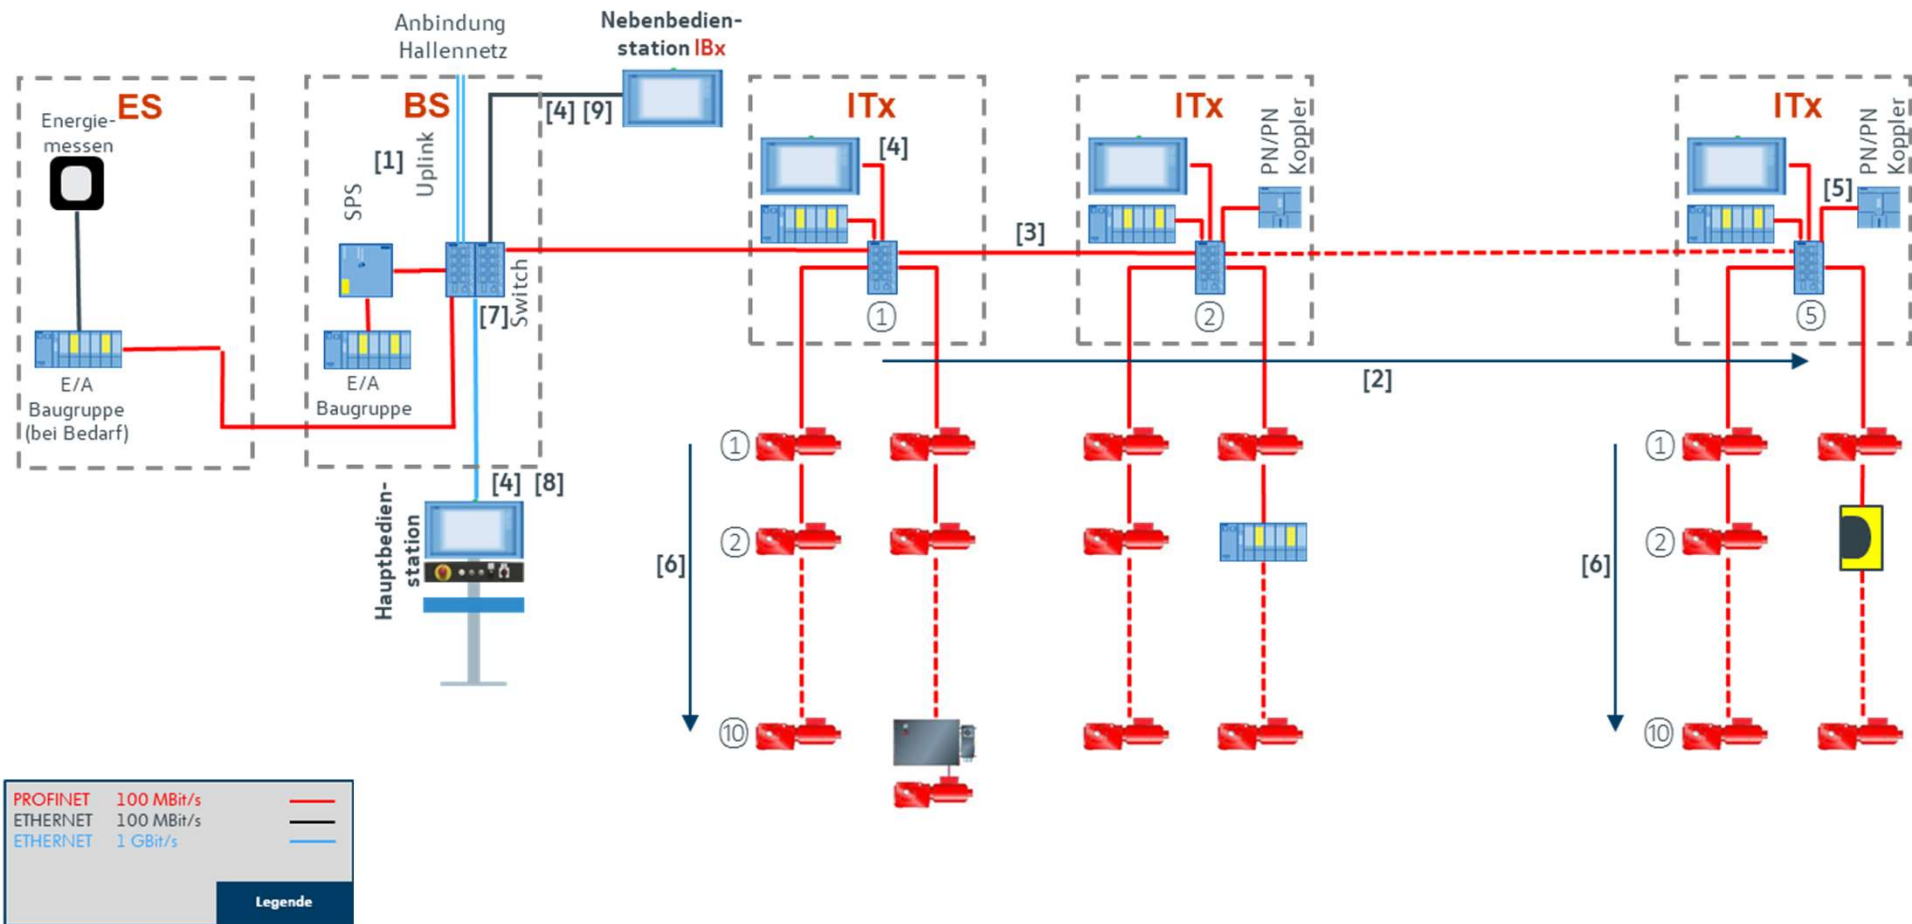 Anbindung
Hallennetz
Nebenbedien-
station IBx
ES
Energie-
messen
E/A
Baugruppe
(bei Bedarf)
BS
[1]
Uplink
SPS
Switch
[7]
E/A
Baugruppe
[4] [9]
[4] [8]
Hauptbedien-
station
ITx
[4]
①
[3]
ITx
PN/PN
Koppler
②
ITx
PN/PN
Koppler
[5]
⑤
[2]
[6]
①
②
⑩
[6]
①
②
⑩
PROFINET 100 MBit/s
ETHERNET 100 MBit/s
ETHERNET 1 GBit/s
Legende